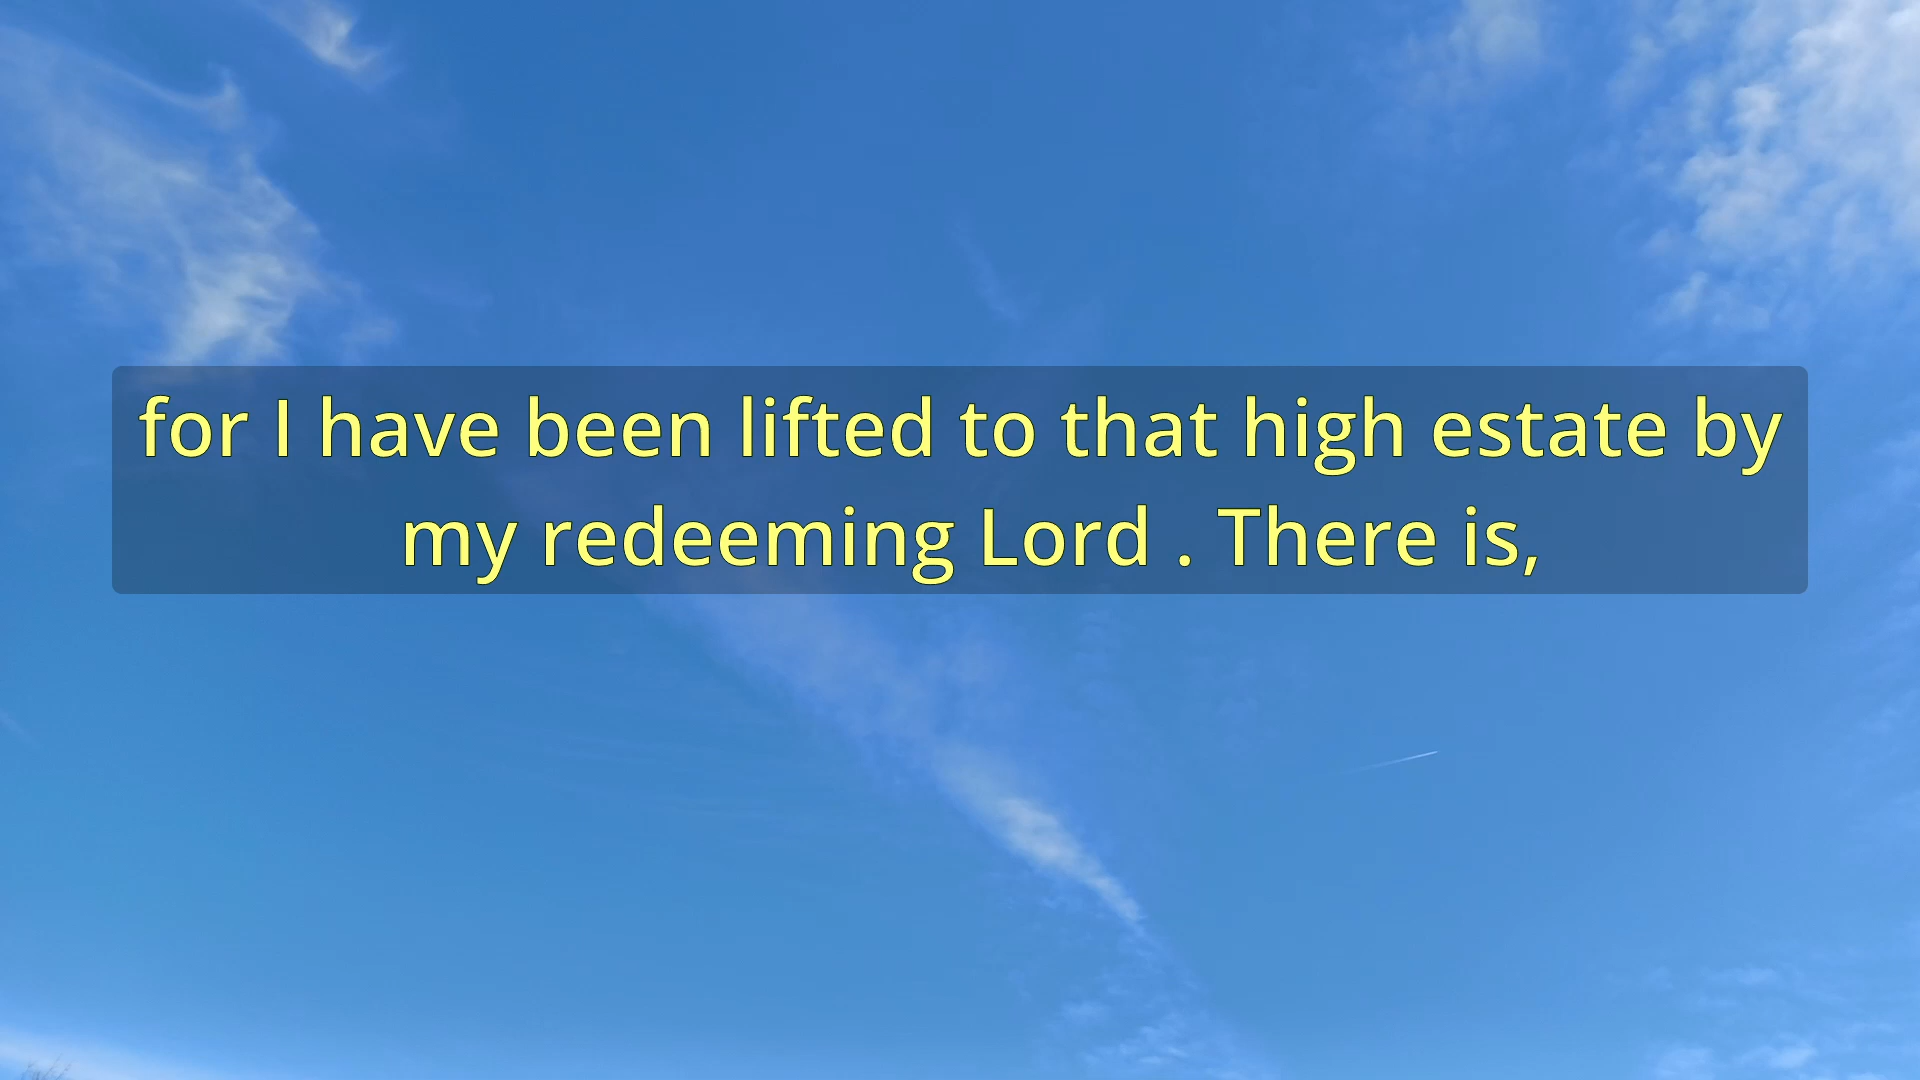 for I have been lifted to that high estate by
my redeeming Lord . There is,